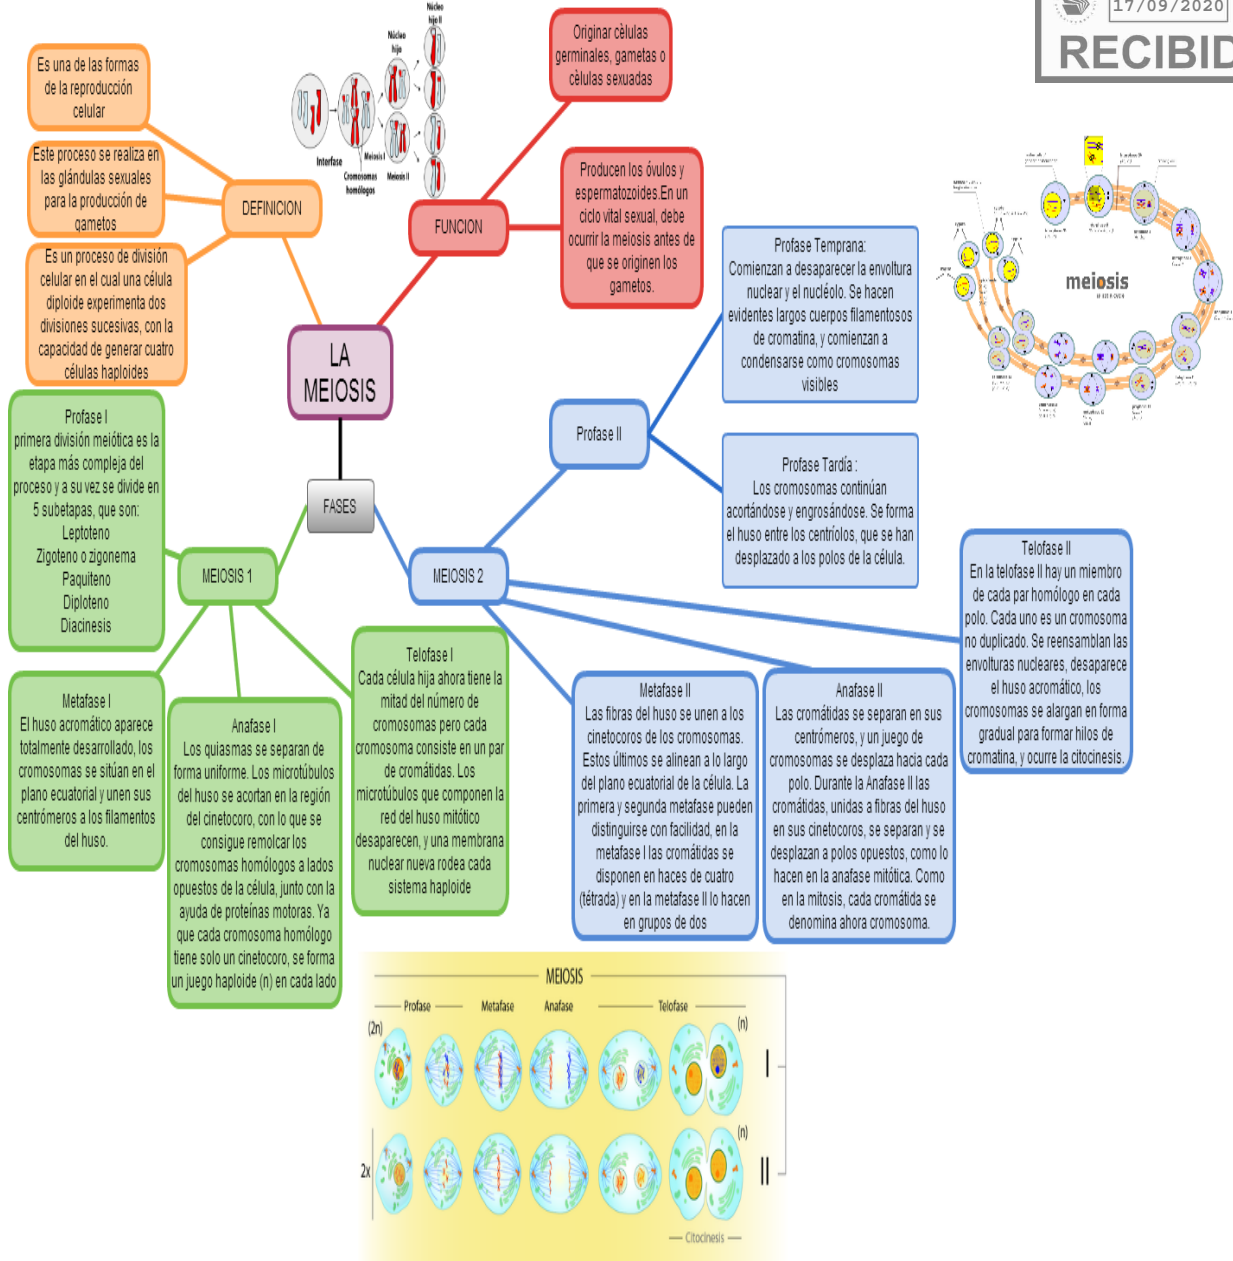 17/09/2020
RECIBID
Núcleo
hijo II
Núcleo
hijo
Interfase
Meiosis I
Meiosis II
Cromosomas
homólogos
Originar cèlulas
germinales, gametas o
cèlulas sexuadas
Es una de las formas
de la reproducción
celular
Este proceso se realiza en
las glándulas sexuales
para la producción de
gametos
Es un proceso de división
celular en el cual una célula
diploide experimenta dos
divisiones sucesivas, con la
capacidad de generar cuatro
células haploides
DEFINICION
FUNCION
Producen los óvulos y
espermatozoides.En un
ciclo vital sexual, debe
ocurrir la meiosis antes de
que se originen los
gametos.
LA
MEIOSIS
FASES
Profase Temprana:
Comienzan a desaparecer la envoltura
nuclear y el nucléolo. Se hacen
evidentes largos cuerpos filamentosos
de cromatina, y comienzan a
condensarse como cromosomas
visibles
Profase II
Profase Tardía :
Los cromosomas continúan
acortándose y engrosándose. Se forma
el huso entre los centríolos, que se han
desplazado a los polos de la célula.
meiosis
Profase I
primera división meiótica es la
etapa más compleja del
proceso y a su vez se divide en
5 subetapas, que son:
Leptoteno
Zigoteno o zigonema
Paquiteno
Diploteno
Diacinesis
MEIOSIS 1
MEIOSIS 2
Metafase I
El huso acromático aparece
totalmente desarrollado, los
cromosomas se sitúan en el
plano ecuatorial y unen sus
centrómeros a los filamentos
del huso.
Anafase I
Los quiasmas se separan de
forma uniforme. Los microtúbulos
del huso se acortan en la región
del cinetocoro, con lo que se
consigue remolcar los
cromosomas homólogos a lados
opuestos de la célula, junto con la
ayuda de proteínas motoras. Ya
que cada cromosoma homólogo
tiene solo un cinetocoro, se forma
un juego haploide (n) en cada lado
Telofase I
Cada célula hija ahora tiene la
mitad del número de
cromosomas pero cada
cromosoma consiste en un par
de cromátidas. Los
microtúbulos que componen la
red del huso mitótico
desaparecen, y una membrana
nuclear nueva rodea cada
sistema haploide
Metafase II
Las fibras del huso se unen a los
cinetocoros de los cromosomas.
Estos últimos se alinean a lo largo
del plano ecuatorial de la célula. La
primera y segunda metafase pueden
distinguirse con facilidad, en la
metafase I las cromátidas se
disponen en haces de cuatro
(tétrada) y en la metafase II lo hacen
en grupos de dos
Anafase II
Las cromátidas se separan en sus
centrómeros, y un juego de
cromosomas se desplaza hacia cada
polo. Durante la Anafase II las
cromátidas, unidas a fibras del huso
en sus cinetocoros, se separan y se
desplazan a polos opuestos, como lo
hacen en la anafase mitótica. Como
en la mitosis, cada cromátida se
denomina ahora cromosoma.
Telofase II
En la telofase II hay un miembro
de cada par homólogo en cada
polo. Cada uno es un cromosoma
no duplicado. Se reensamblan las
envolturas nucleares, desaparece
el huso acromático, los
cromosomas se alargan en forma
gradual para formar hilos de
cromatina, y ocurre la citocinesis.
MEIOSIS
Profase
Metafase
Anafase
Telofase
(2n)
(n)
I
2x
(n)
II
Citocinesis